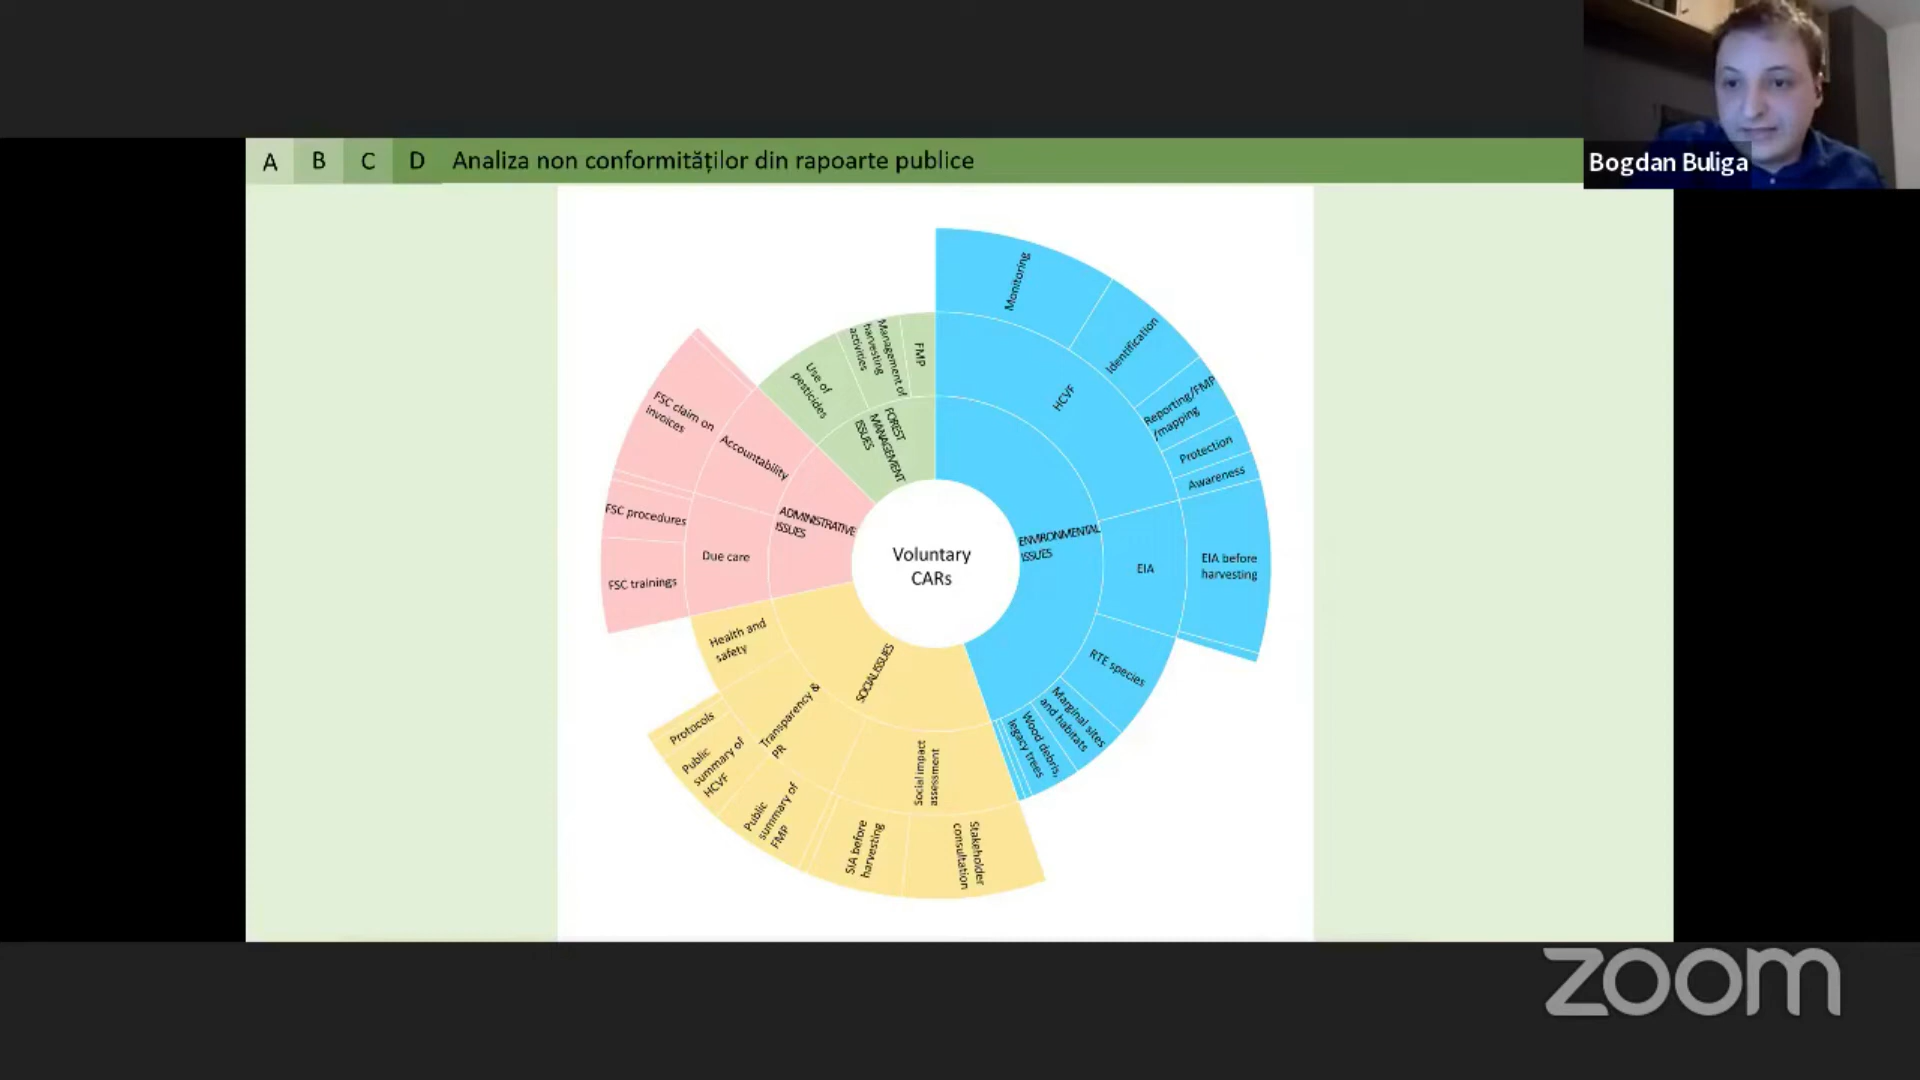 Bogdan Buliga
A B C D Analiza non conformităților din rapoarte publice
Voluntary
CARs
ENVIRONMENTAL
ISSUES
HCVF
Monitoring
Identification
Reporting/FMP
/mapping
Protection
Awareness
EIA
EIA before
harvesting
RTE species
Marginal sites
and habitats
Wood debris,
legacy trees
SOCIAL ISSUES
Social impact
assessment
Stakeholder
consultation
SIA before
harvesting
Transparency &
PR
Public
summary of
FMP
Public
summary of
HCVF
Protocols
Health and
safety
ADMINISTRATIVE
ISSUES
Due care
FSC trainings
FSC procedures
Accountability
FSC claim on
invoices
FOREST
MANAGEMENT
ISSUES
Use of
pesticides
Management of
harvesting
activities
FMP
zoom